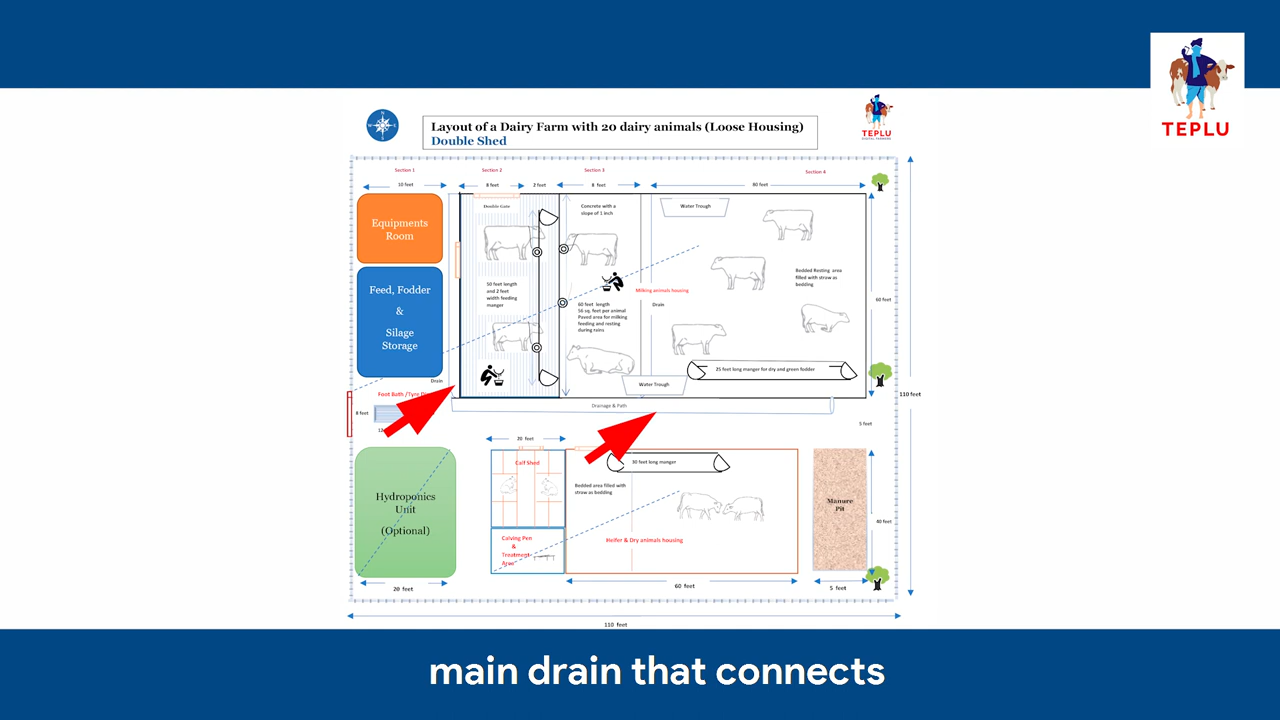 TEPLU
N
W
E
S
Layout of a Dairy Farm with 20 dairy animals (Loose Housing)
Double Shed
TEPLU
Section 1
Section 2
Section 3
Section 4
10 feet
8 feet
2 feet
8 feet
80 feet
Equipments
Room
Feed, Fodder
&
Silage
Storage
Double Gate
50 feet length
and 2 feet
width feeding
manger
Concrete with a
slope of 1 inch
60 feet length
56 sq. feet per animal
Paved area for milking
feeding and resting
during rains
Water Trough
Milking animals housing
Drain
Bedded Resting area
filled with straw as
bedding
60 feet
25 feet long manger for dry and green fodder
Water Trough
Drain
Foot Bath /Tyre
8 feet
12
Drainage & Path
110 feet
5 feet
Hydroponics
Unit
(Optional)
20 feet
20 feet
Calf Shed
Calving Pen
&
Treatment
Area
30 feet long manger
Bedded area filled with
straw as bedding
Heifer & Dry animals housing
60 feet
Manure
Pit
40 feet
5 feet
110 feet
main drain that connects